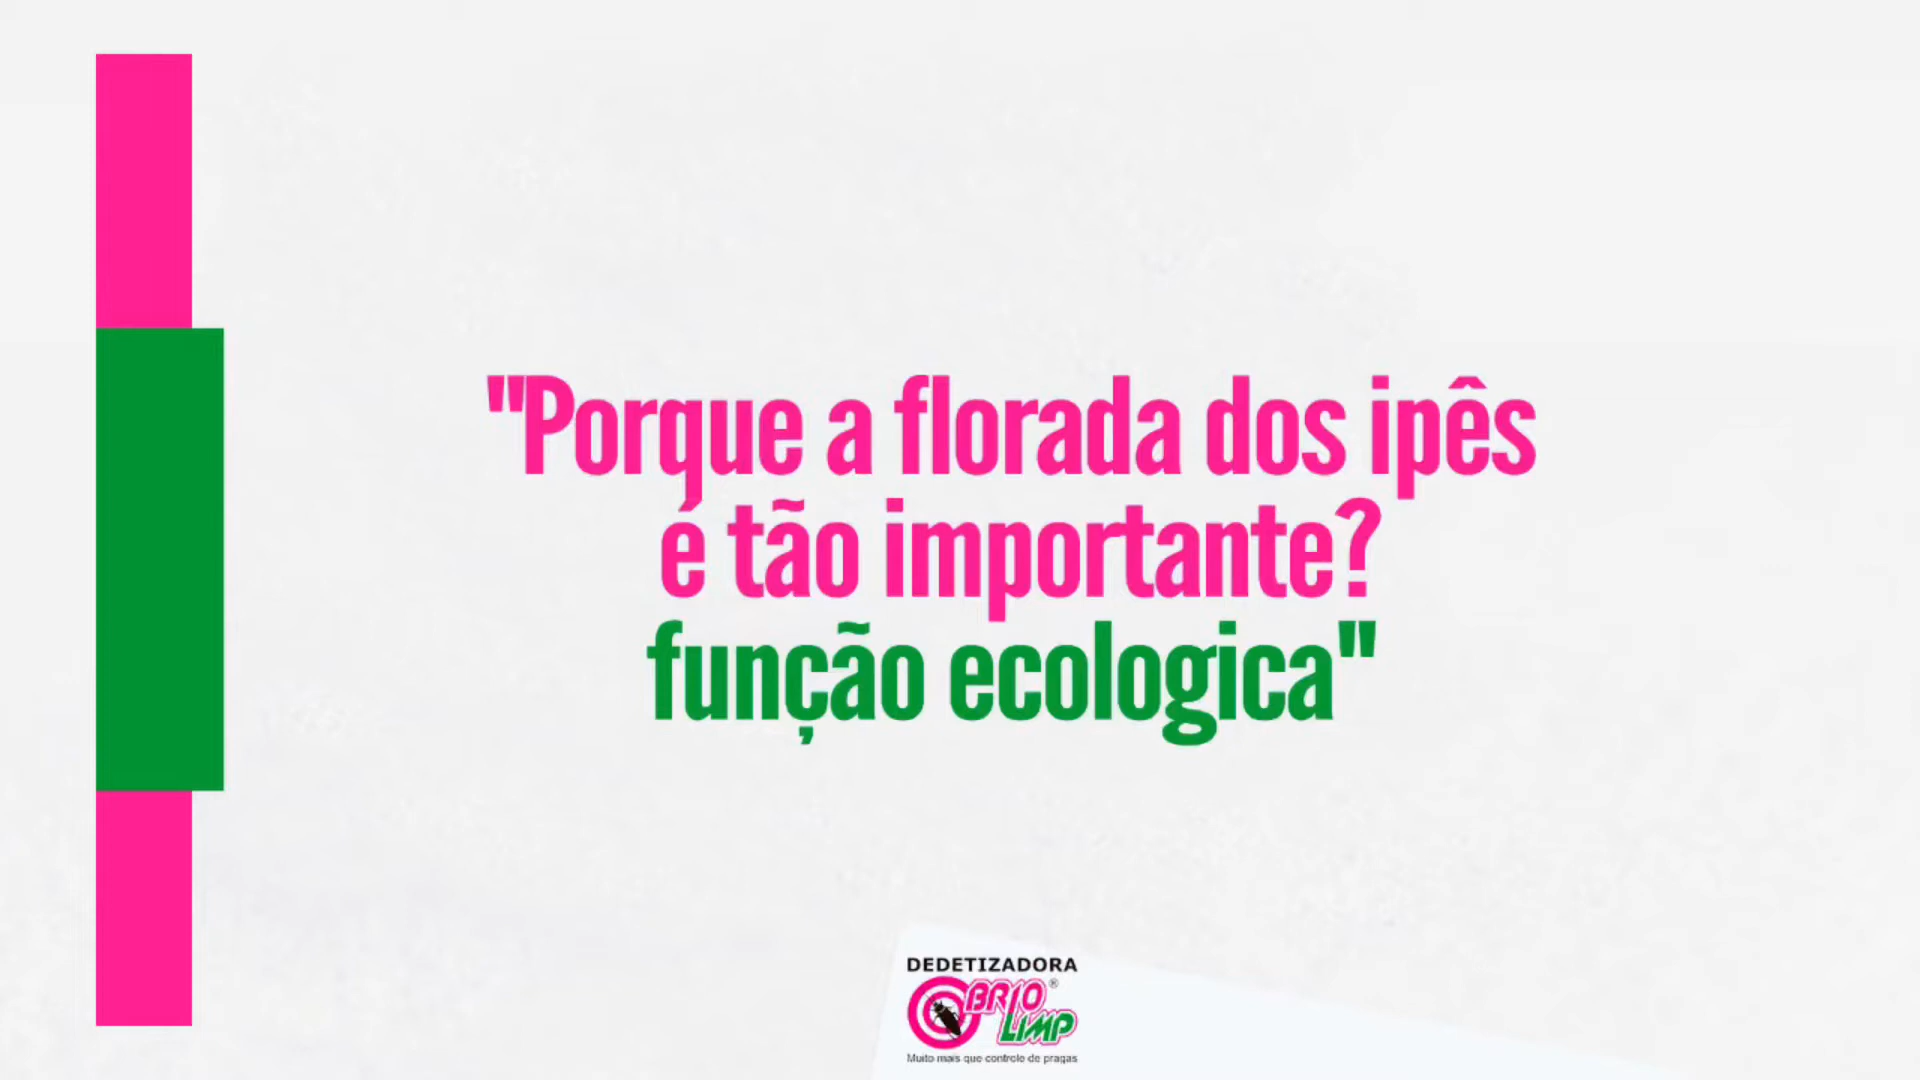 "Porque a florada dos ipês
é tão importante?
função ecologica"
DEDETIZADORA
BRIO®
LIMP
Muito mais que controle de pragas